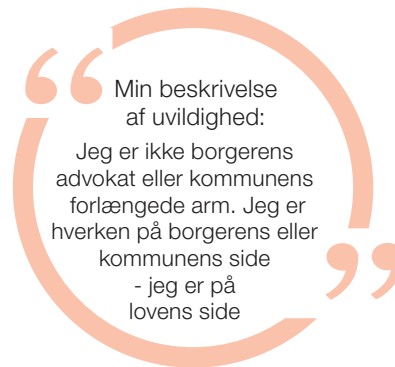 Min beskrivelse
af uvildighed:
Jeg er ikke borgerens
advokat eller kommunens
forlængede arm. Jeg er
hverken på borgerens eller
kommunens side
- jeg er på
lovens side